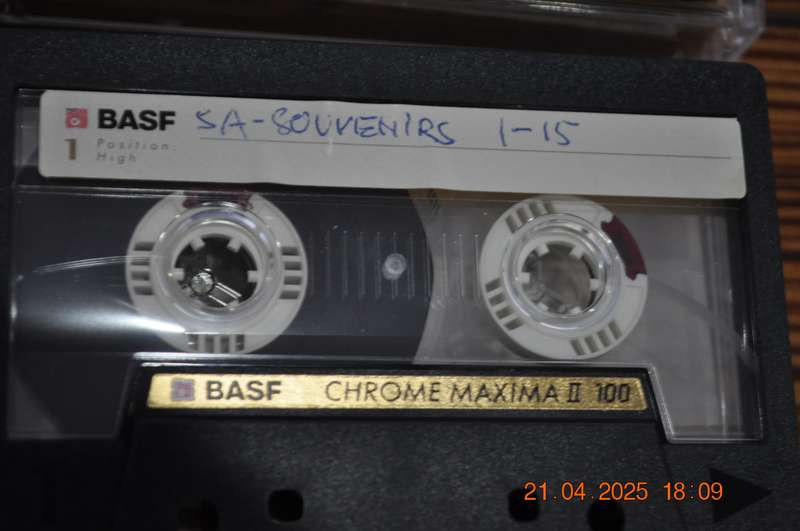 BASF SA-SOUVENIRS 1-15
1 Position:
High
BASF CHROME MAXIMA II 100
21.04.2025 18:09